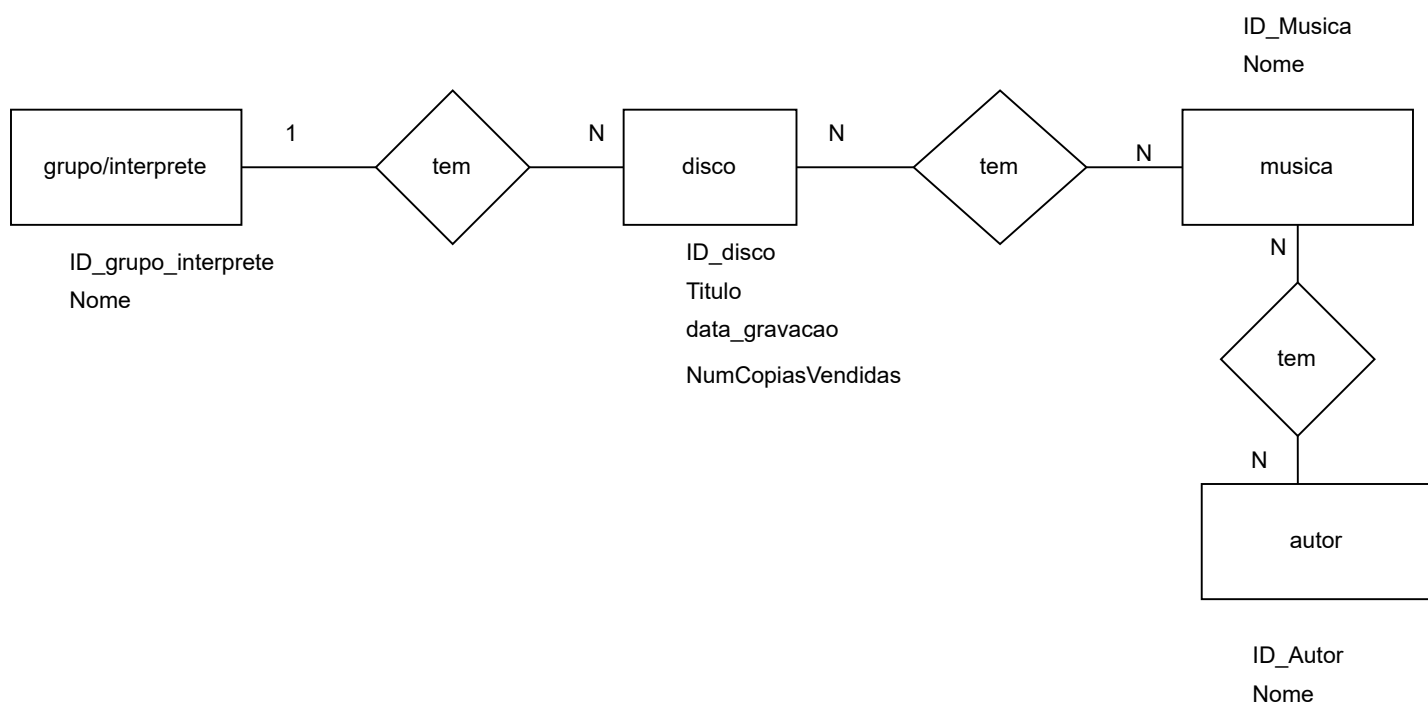 ID_Musica
Nome
1
N
N
N
grupo/interprete
tem
disco
tem
musica
ID_grupo_interprete
Nome
ID_disco
Titulo
data_gravacao
NumCopiasVendidas
N
tem
N
autor
ID_Autor
Nome